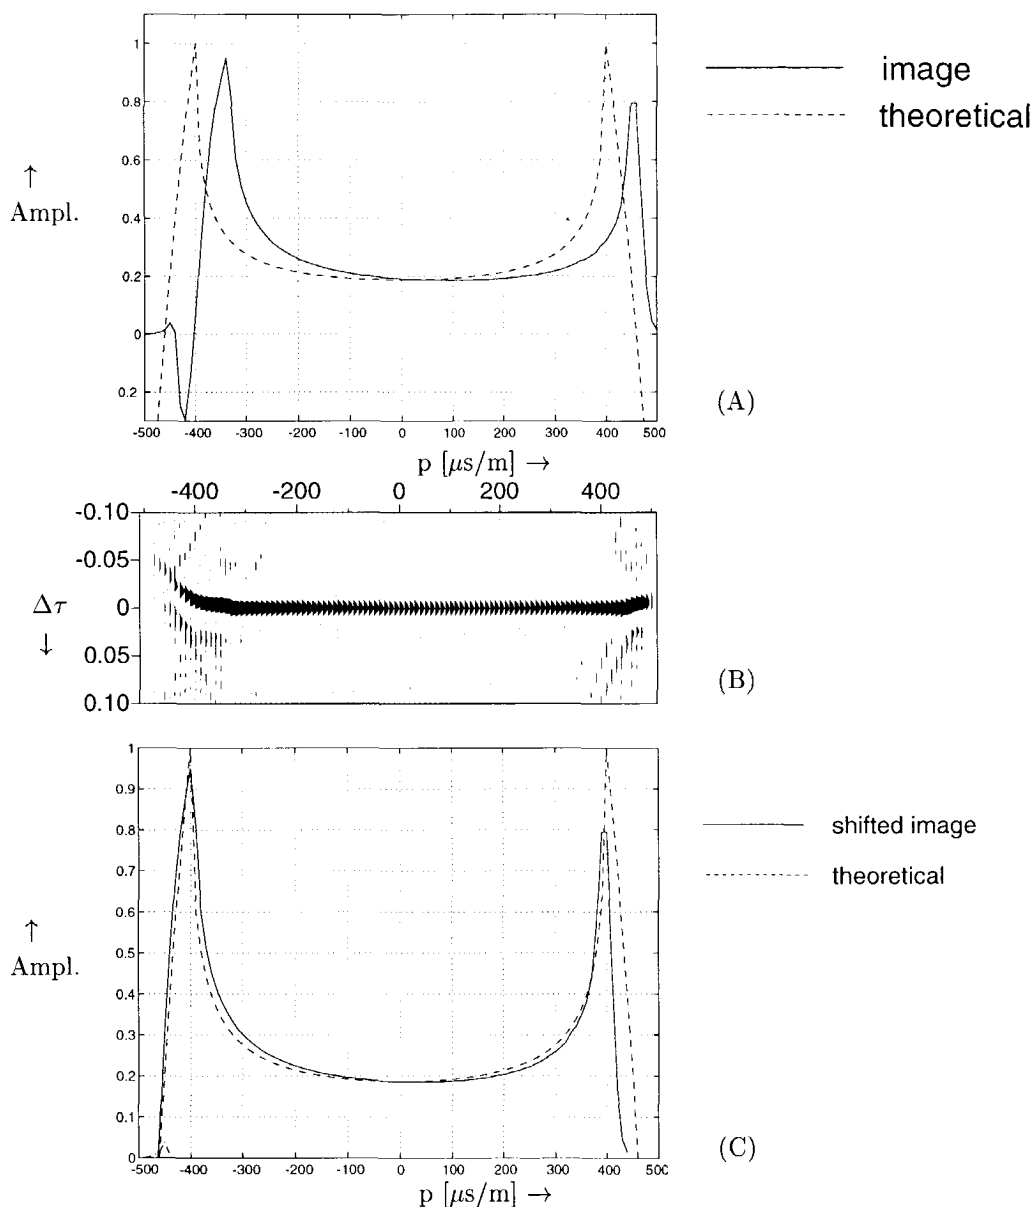 1
0.8
0.6
0.4
0.2
0
0.2
-500 -400 -300 -200 -100 0 100 200 300 400 500
↑
Ampl.
image
theoretical
(A)
p [μs/m] →
-400 -200 0 200 400
-0.10
-0.05
0
0.05
0.10
Δτ
↓
(B)
1
0.9
0.8
0.7
0.6
0.5
0.4
0.3
0.2
0.1
0
-500 -400 -300 -200 -100 0 100 200 300 400 500
↑
Ampl.
shifted image
theoretical
(C)
p [μs/m] →